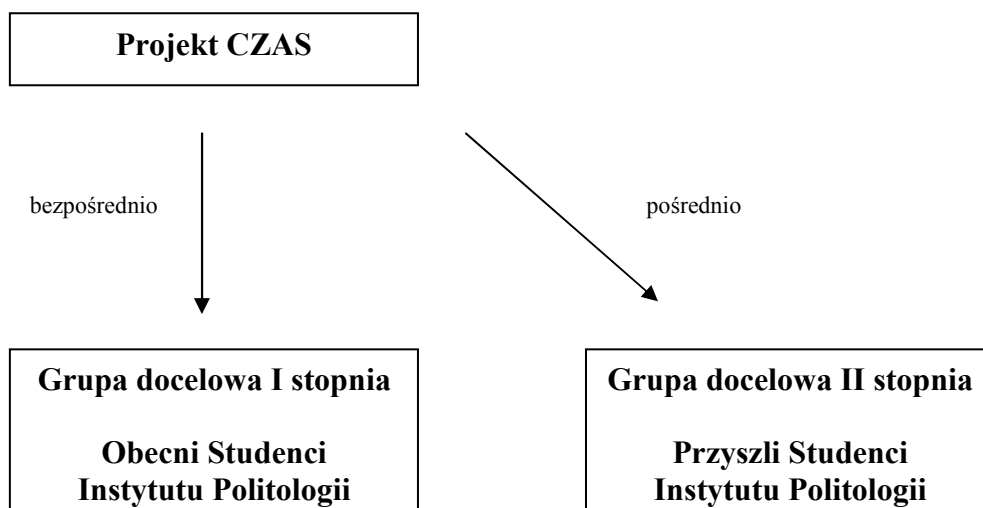 Projekt CZAS
bezpośrednio
pośrednio
Grupa docelowa I stopnia
Obecni Studenci
Instytutu Politologii
Grupa docelowa II stopnia
Przyszli Studenci
Instytutu Politologii